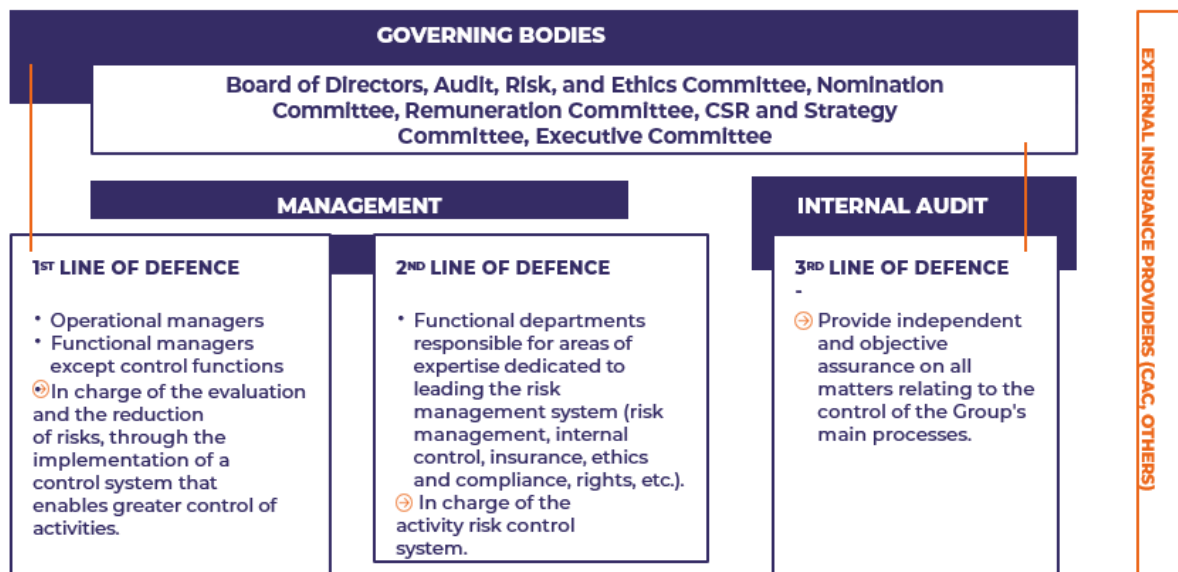 GOVERNING BODIES
Board of Directors, Audit, Risk, and Ethics Committee, Nomination
Committee, Remuneration Committee, CSR and Strategy
Committee, Executive Committee
MANAGEMENT
1ST LINE OF DEFENCE
• Operational managers
• Functional managers
except control functions
In charge of the evaluation
and the reduction
of risks, through the
implementation of a
control system that
enables greater control of
activities.
2ND LINE OF DEFENCE
• Functional departments
responsible for areas of
expertise dedicated to
leading the risk
management system (risk
management, internal
control, insurance, ethics
and compliance, rights, etc.).
In charge of the
activity risk control
system.
INTERNAL AUDIT
3RD LINE OF DEFENCE
-
Provide independent
and objective
assurance on all
matters relating to the
control of the Group's
main processes.
EXTERNAL INSURANCE PROVIDERS (CAC, OTHERS)